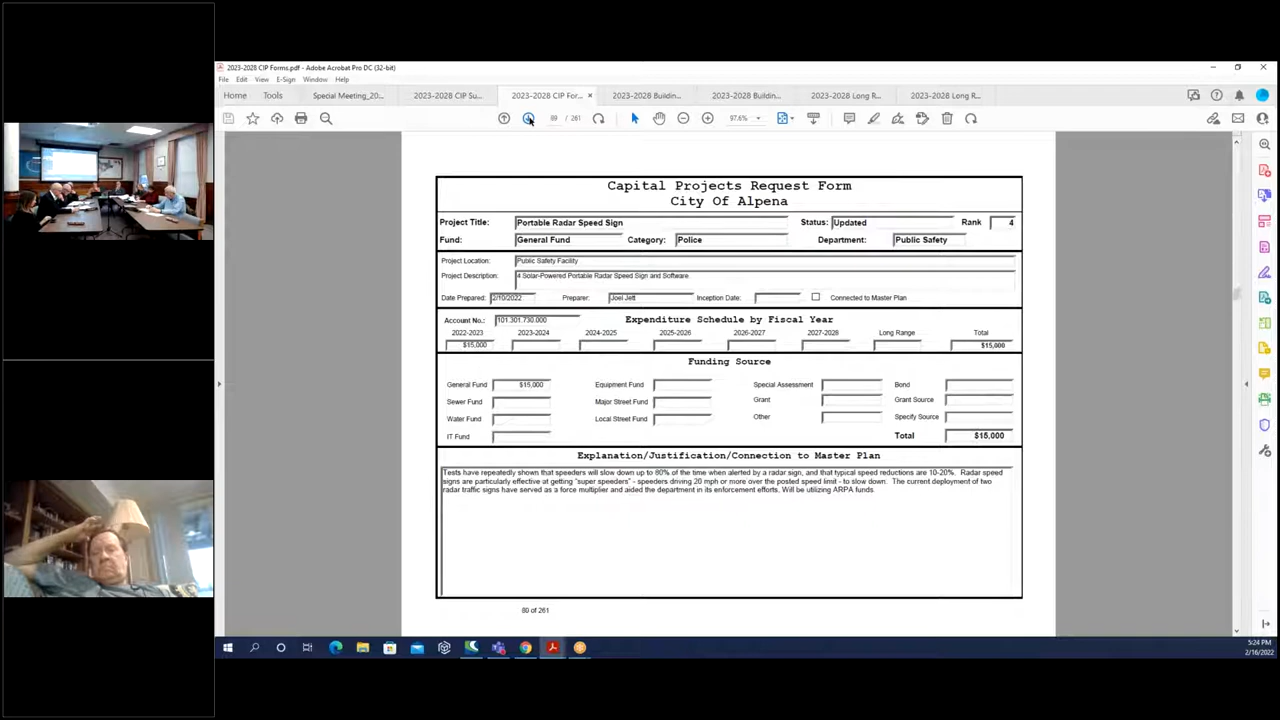 2023-2028 CIP Forms.pdf - Adobe Acrobat Pro DC (32-bit)
File Edit View E-Sign Window Help
Home Tools Special Meeting_20... 2023-2028 CIP Su... 2023-2028 CIP For... × 2023-2028 Buildin... 2023-2028 Buildin... 2023-2028 Long R... 2023-2028 Long R...
89 / 261 97.6%
Capital Projects Request Form
City Of Alpena
Project Title: Portable Radar Speed Sign Status: Updated Rank 4
Fund: General Fund Category: Police Department: Public Safety
Project Location: Public Safety Facility
Project Description: 4 Solar-Powered Portable Radar Speed Sign and Software
Date Prepared: 2/10/2022 Preparer: Joel Jett Inception Date: Connected to Master Plan
Account No.: 101.301.730.000 Expenditure Schedule by Fiscal Year
2022-2023 2023-2024 2024-2025 2025-2026 2026-2027 2027-2028 Long Range Total
$15,000 $15,000
Funding Source
General Fund $15,000 Equipment Fund Special Assessment Bond
Sewer Fund Major Street Fund Grant Grant Source
Water Fund Local Street Fund Other Specify Source
IT Fund Total $15,000
Explanation/Justification/Connection to Master Plan
Tests have repeatedly shown that speeders will slow down up to 80% of the time when alerted by a radar sign, and that typical speed reductions are 10-20%. Radar speed
signs are particularly effective at getting "super speeders" - speeders driving 20 mph or more over the posted speed limit - to slow down. The current deployment of two
radar traffic signs have served as a force multiplier and aided the department in its enforcement efforts. Will be utilizing ARPA funds.
80 of 261
5:24 PM
2/16/2022